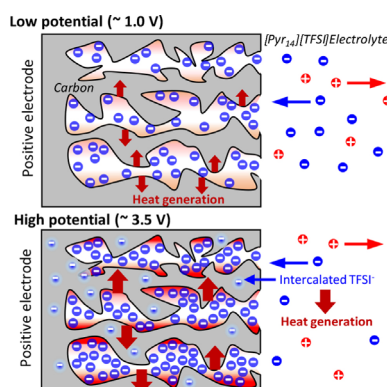 Low potential (~ 1.0 V)
[Pyr14][TFSI]Electrolyte
Carbon
Positive electrode
Heat generation
High potential (~ 3.5 V)
Positive electrode
Intercalated TFSI-
Heat generation